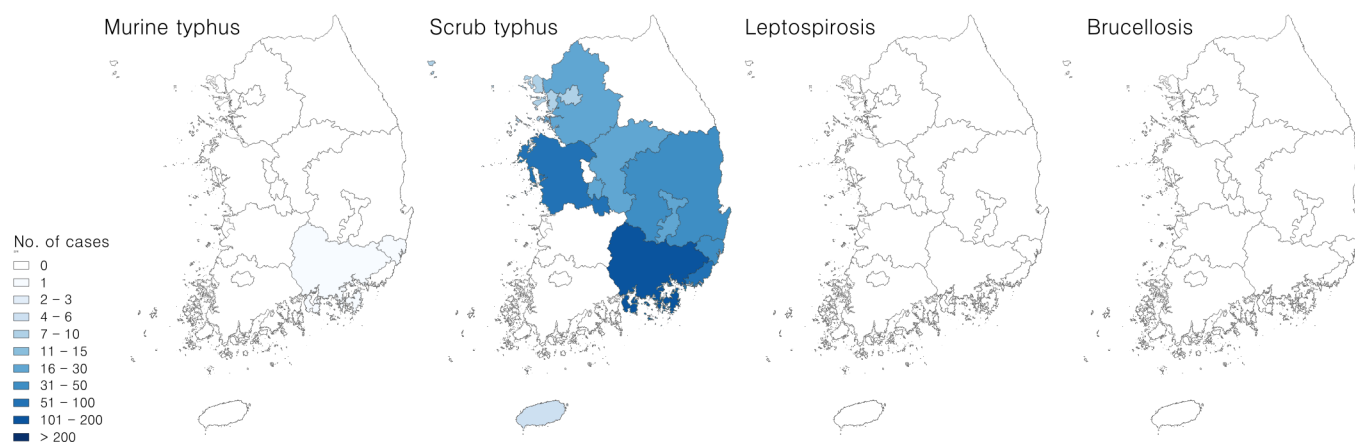 Murine typhus
Scrub typhus
Leptospirosis
Brucellosis
No. of cases
0
1
2 – 3
4 – 6
7 – 10
11 – 15
16 – 30
31 – 50
51 – 100
101 – 200
> 200